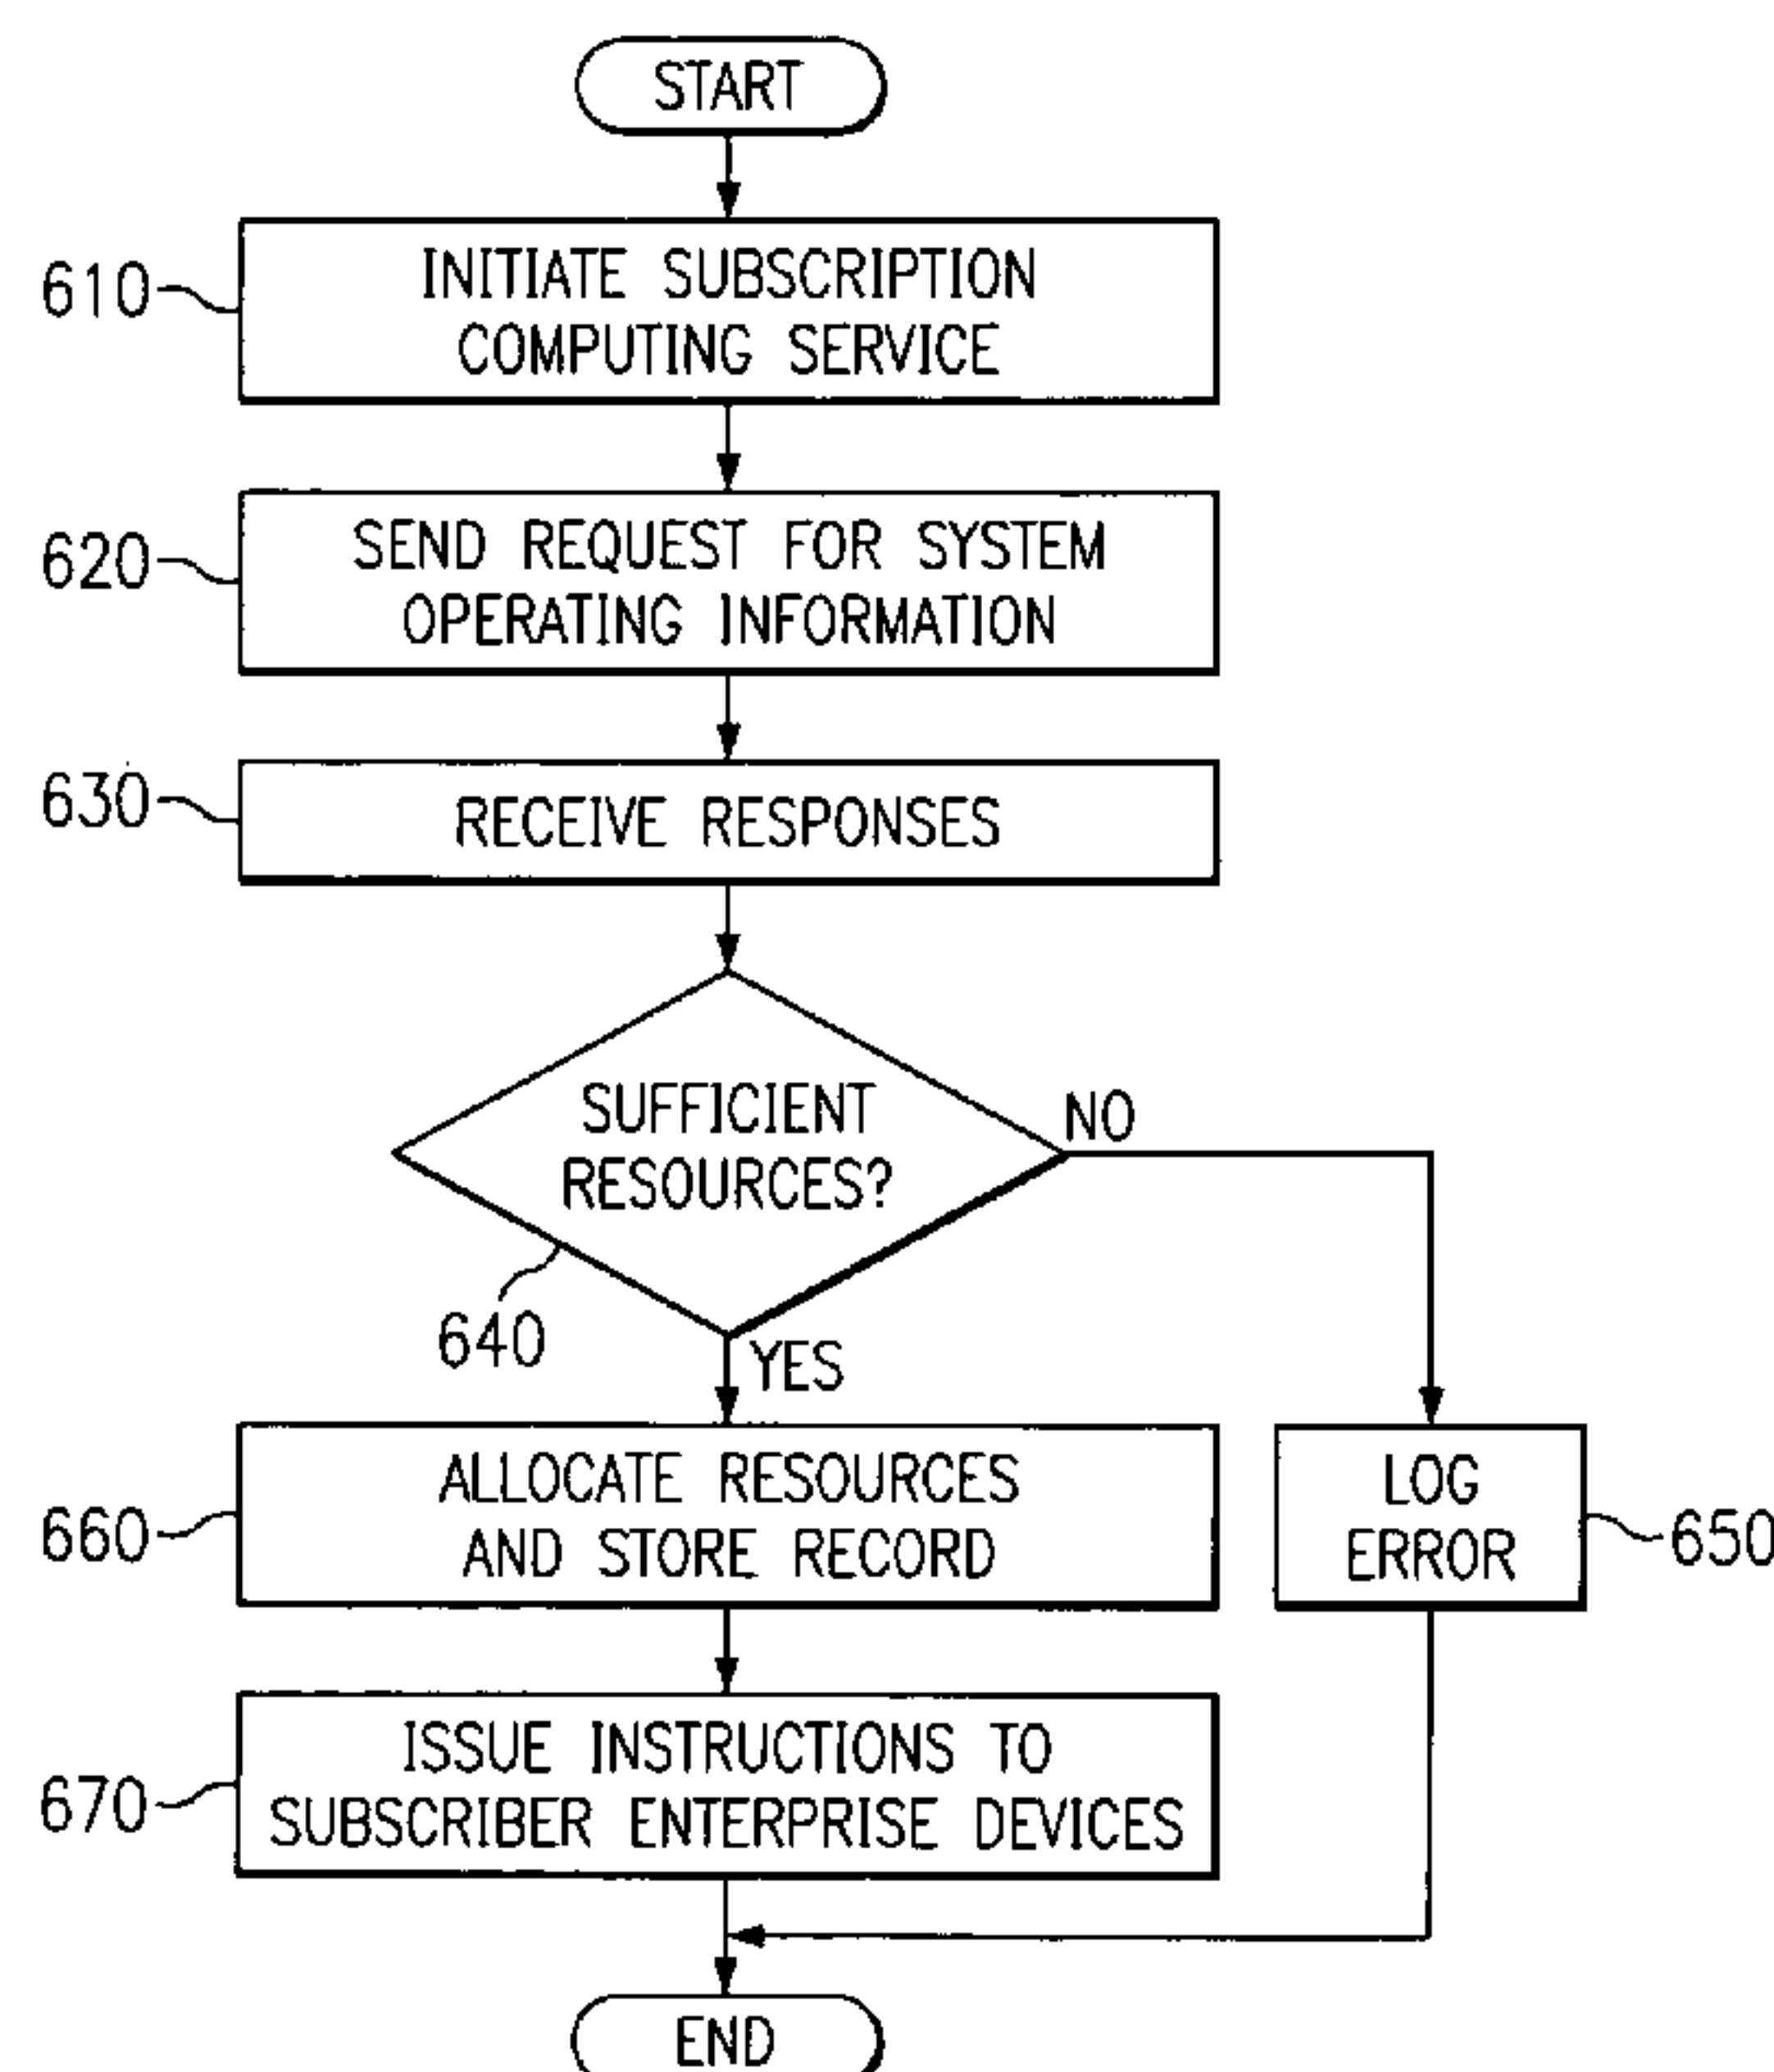 START
610
INITIATE SUBSCRIPTION
COMPUTING SERVICE
620
SEND REQUEST FOR SYSTEM
OPERATING INFORMATION
630
RECEIVE RESPONSES
SUFFICIENT
RESOURCES?
NO
640
YES
660
ALLOCATE RESOURCES
AND STORE RECORD
LOG
ERROR
650
670
ISSUE INSTRUCTIONS TO
SUBSCRIBER ENTERPRISE DEVICES
END